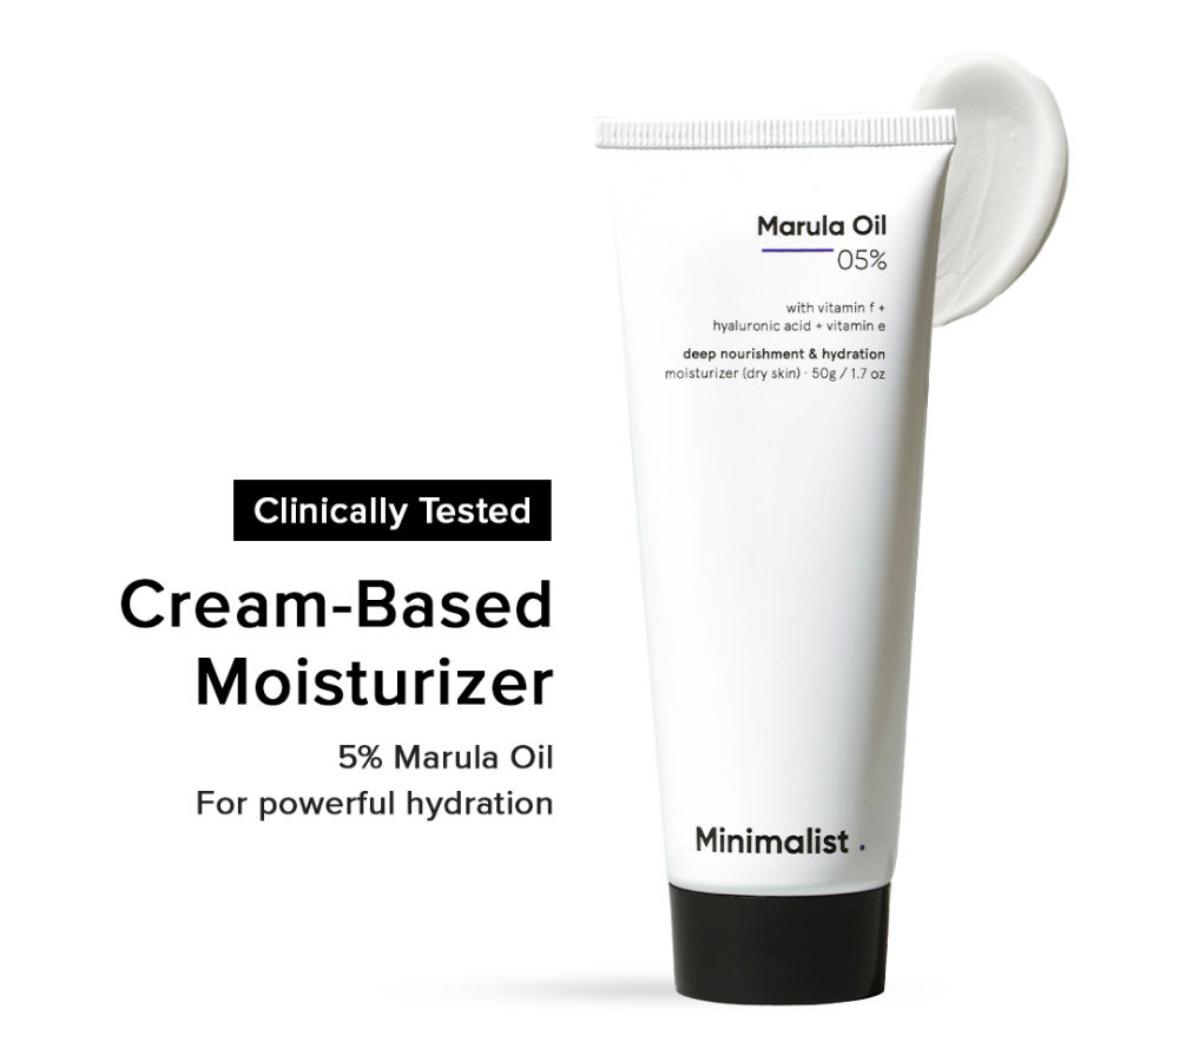 Clinically Tested
Cream-Based
Moisturizer
5% Marula Oil
For powerful hydration
Marula Oil
05%
with vitamin f +
hyaluronic acid + vitamin e
deep nourishment & hydration
moisturizer (dry skin) · 50g / 1.7 oz
Minimalist .